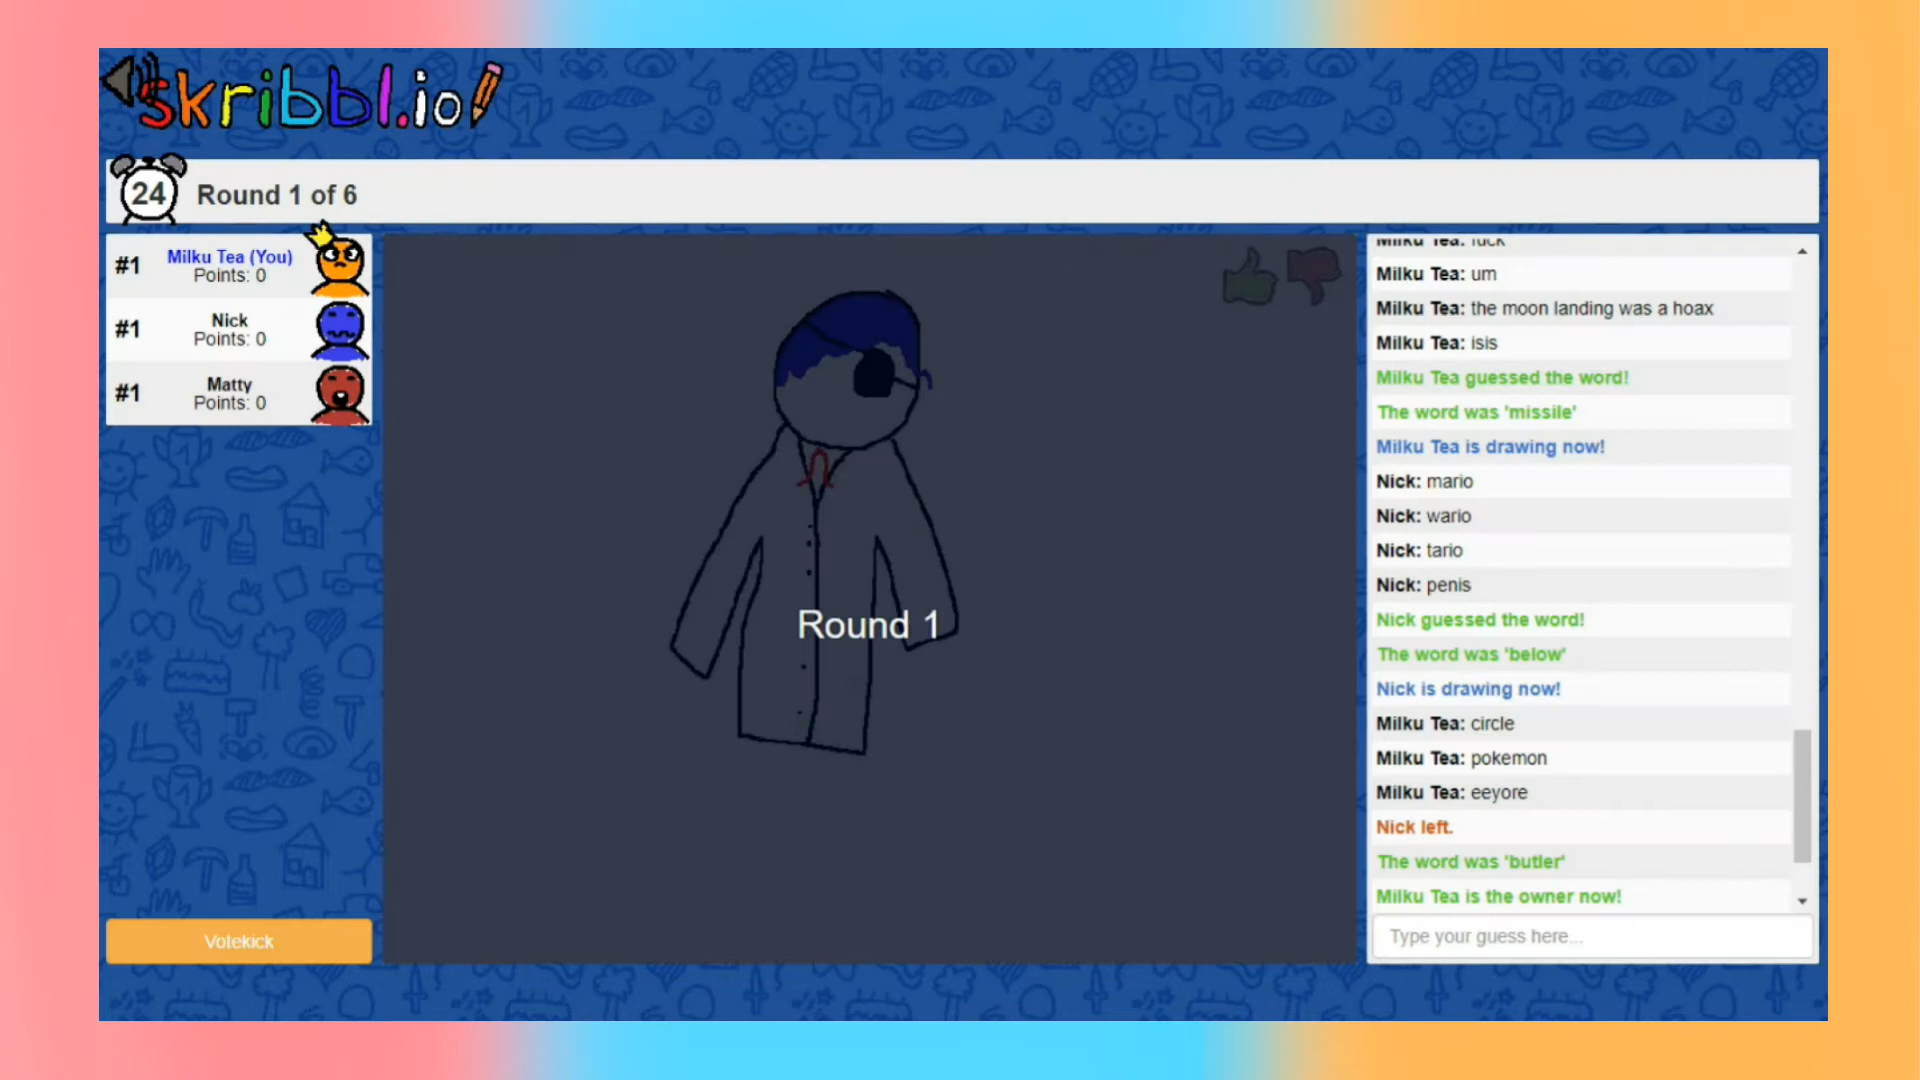 skribbl.io
24
Round 1 of 6
#1
Milku Tea (You)
Points: 0
#1
Nick
Points: 0
#1
Matty
Points: 0
Votekick
Round 1
Milku Tea: fuck
Milku Tea: um
Milku Tea: the moon landing was a hoax
Milku Tea: isis
Milku Tea guessed the word!
The word was 'missile'
Milku Tea is drawing now!
Nick: mario
Nick: wario
Nick: tario
Nick: penis
Nick guessed the word!
The word was 'below'
Nick is drawing now!
Milku Tea: circle
Milku Tea: pokemon
Milku Tea: eeyore
Nick left.
The word was 'butler'
Milku Tea is the owner now!
Type your guess here...